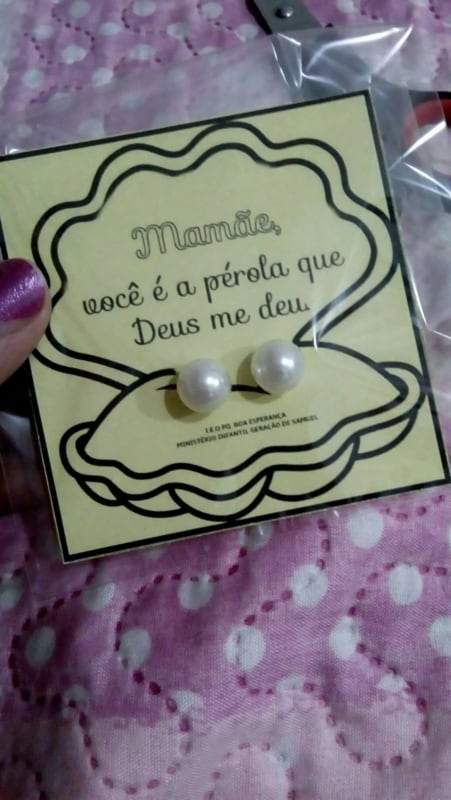 Mamãe,
você é a pérola que
Deus me deu.
I.E.Q PQ. BOA ESPERANÇA
MINISTÉRIO INFANTIL GERAÇÃO DE SAMUEL